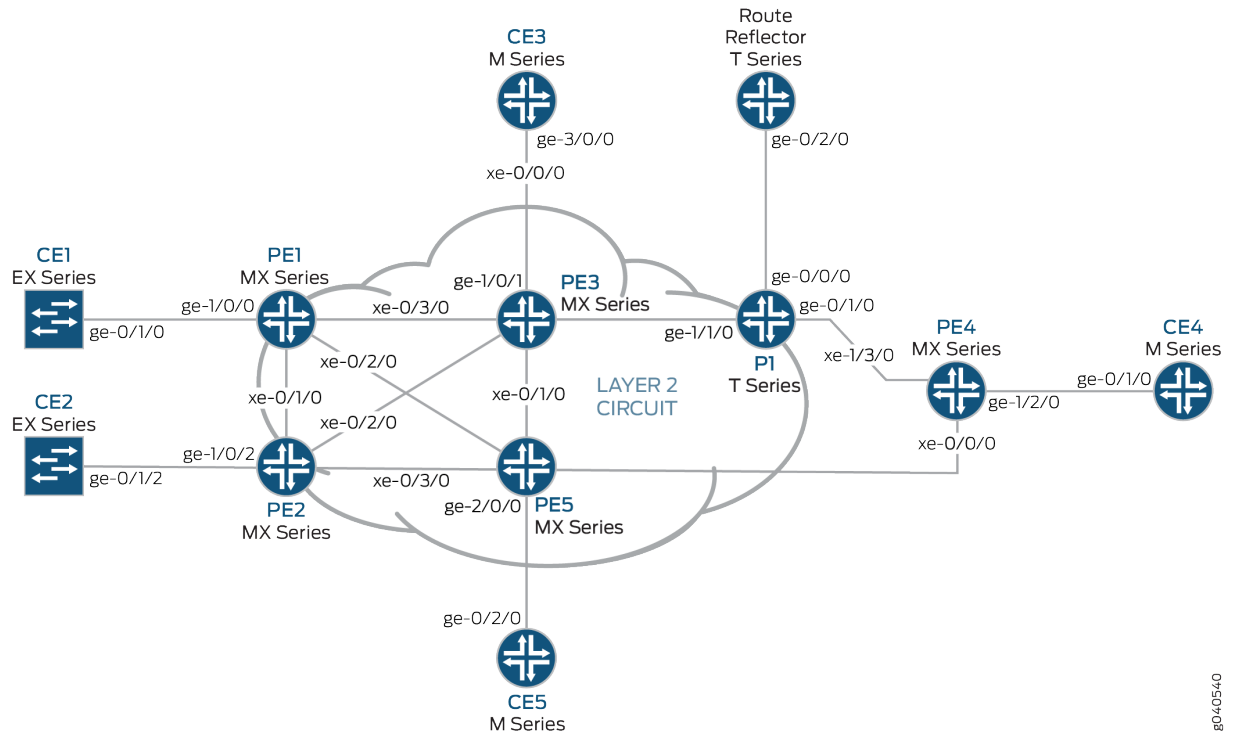 Route
Reflector
T Series
CE3
M Series
ge-3/0/0
ge-0/2/0
xe-0/0/0
CE1
EX Series
PE1
MX Series
ge-1/0/1
PE3
MX Series
ge-0/0/0
ge-1/0/0
xe-0/3/0
ge-0/1/0
ge-0/1/0
ge-1/1/0
PE4
MX Series
CE4
M Series
xe-0/2/0
P1
T Series
xe-1/3/0
LAYER 2
CIRCUIT
ge-0/1/0
CE2
EX Series
xe-0/1/0
xe-0/1/0
ge-1/2/0
xe-0/2/0
xe-0/0/0
ge-1/0/2
ge-0/1/2
xe-0/3/0
PE2
MX Series
ge-2/0/0
PE5
MX Series
ge-0/2/0
CE5
M Series
g040540